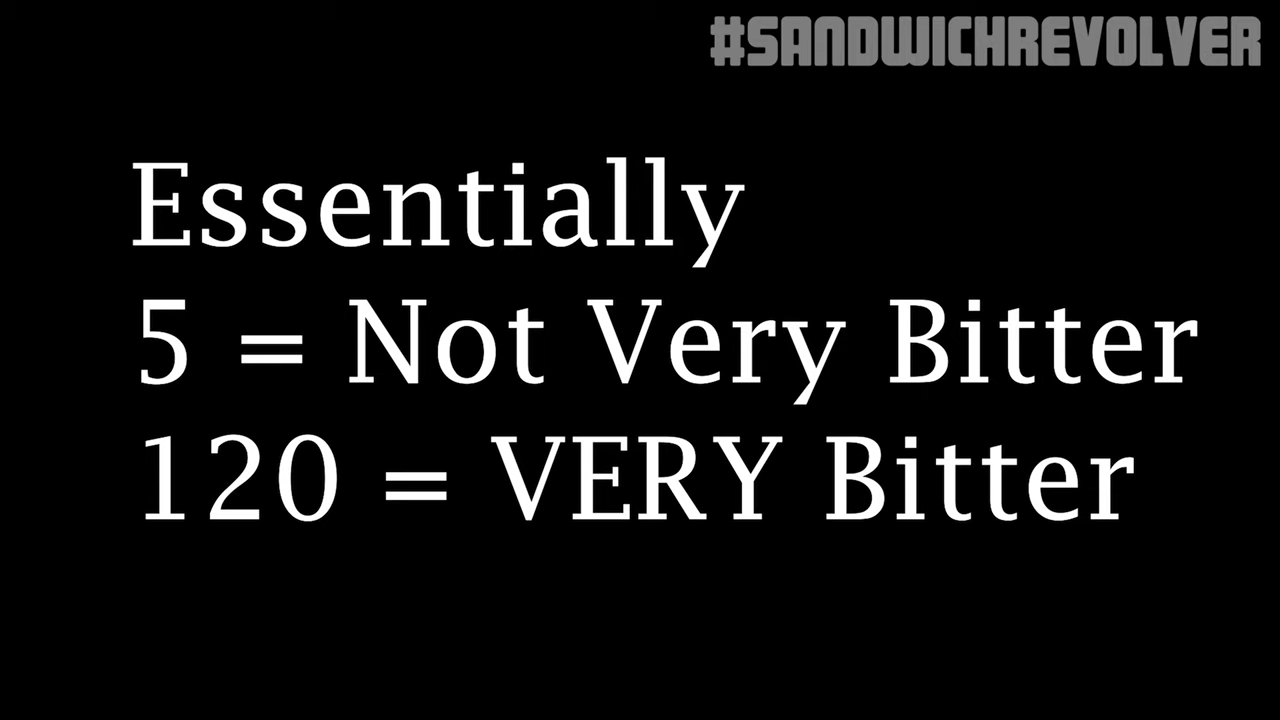 #SANDWICHREVOLVER
Essentially
5 = Not Very Bitter
120 = VERY Bitter